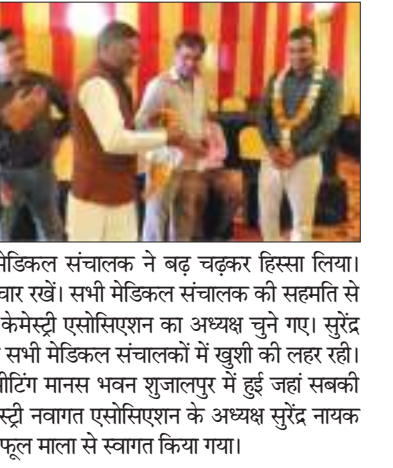 मेडिकल संचालक ने बढ़ चढ़कर हिस्सा लिया।
चार रखें। सभी मेडिकल संचालक की सहमति से
केमेस्ट्री एसोसिएशन का अध्यक्ष चुने गए। सुरेंद्र
सभी मेडिकल संचालकों में खुशी की लहर रही।
मीटिंग मानस भवन शुजालपुर में हुई जहां सबकी
स्ट्री नवागत एसोसिएशन के अध्यक्ष सुरेंद्र नायक
फूल माला से स्वागत किया गया।